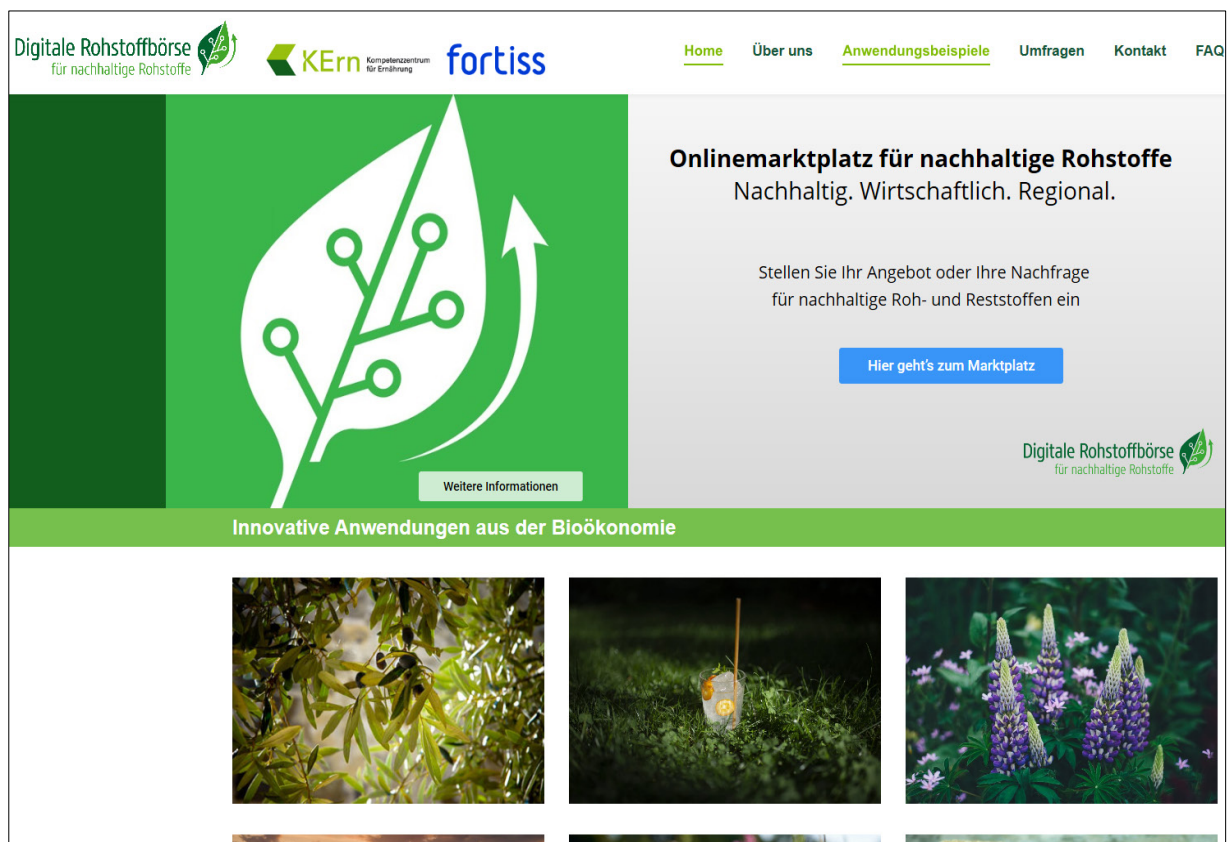 Digitale Rohstoffbörse
für nachhaltige Rohstoffe
KErn Kompetenzzentrum
für Ernährung
fortiss
Home Über uns Anwendungsbeispiele Umfragen Kontakt FAQ
Onlinemarktplatz für nachhaltige Rohstoffe
Nachhaltig. Wirtschaftlich. Regional.
Stellen Sie Ihr Angebot oder Ihre Nachfrage
für nachhaltige Roh- und Reststoffen ein
Hier geht's zum Marktplatz
Digitale Rohstoffbörse
für nachhaltige Rohstoffe
Weitere Informationen
Innovative Anwendungen aus der Bioökonomie